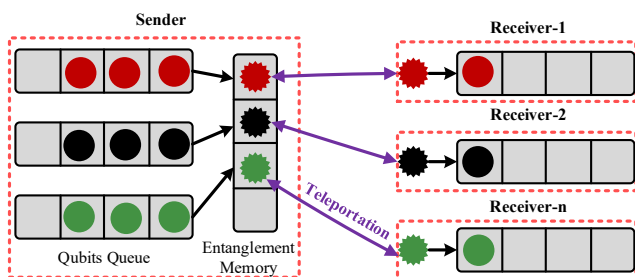 Sender
Receiver-1
Receiver-2
Teleportation
Receiver-n
Qubits Queue
Entanglement
Memory